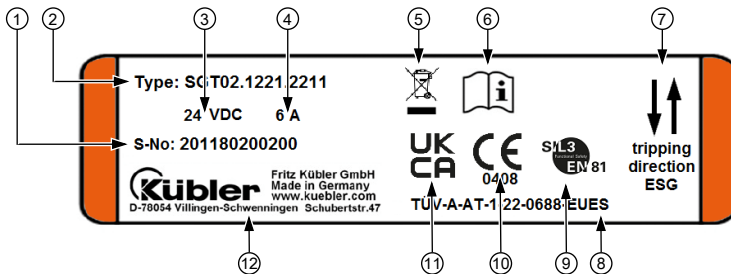 1 2 3 4 5 6 7
Type: SGT02.1221.2211
24 VDC 6 A
S-No: 201180200200
UK
CA
CE
0408
SIL3
Functional Safety
EN 81
tripping
direction
ESG
Kübler
Fritz Kübler GmbH
Made in Germany
www.kuebler.com
D-78054 Villingen-Schwenningen Schubertstr.47
TÜV-A-AT-1-22-0688-EUES
12 11 10 9 8